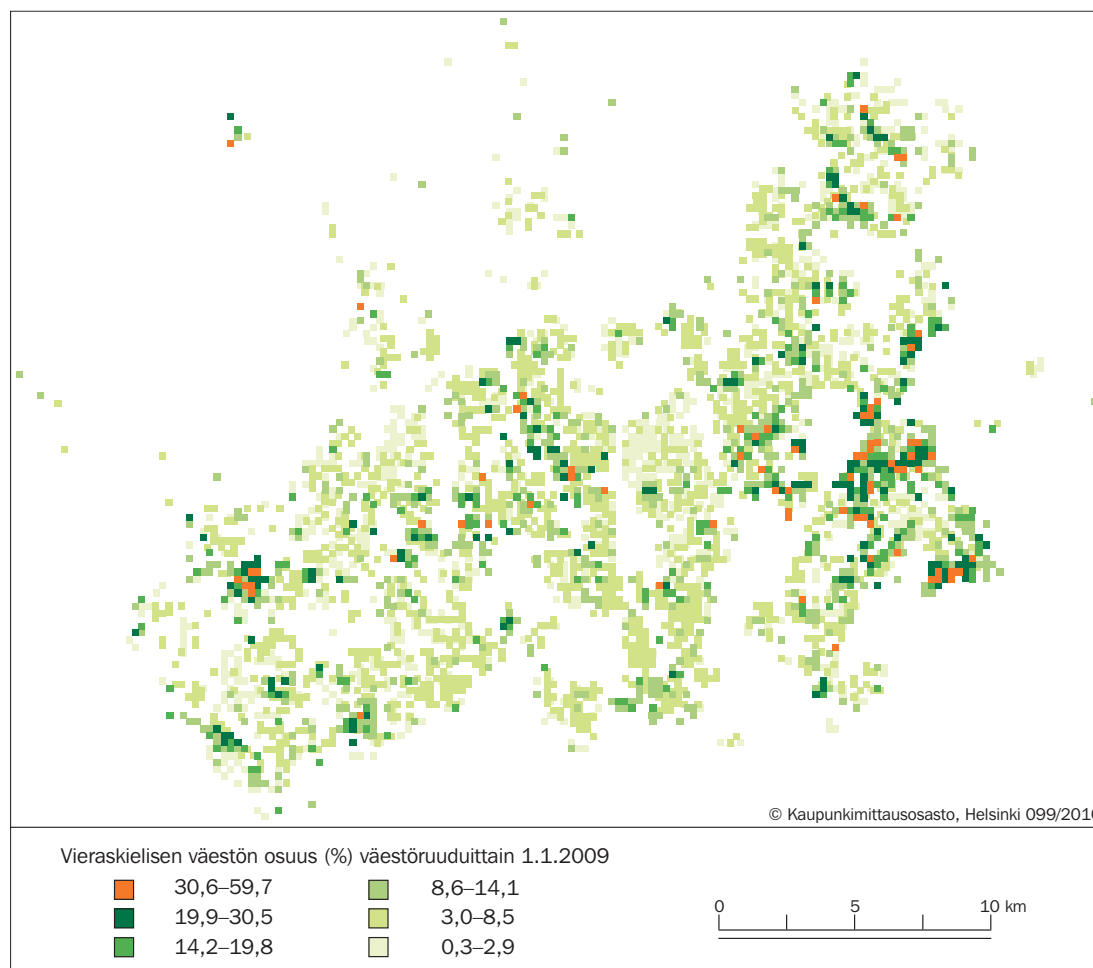 © Kaupunkimittausosasto, Helsinki 099/2010
Vieraskielisen väestön osuus (%) väestöruuduittain 1.1.2009
30,6–59,7
19,9–30,5
14,2–19,8
8,6–14,1
3,0–8,5
0,3–2,9
0 5 10 km